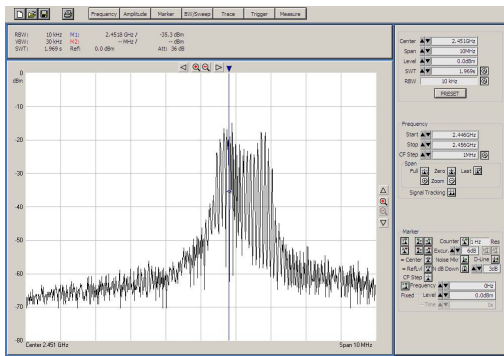 Frequency Amplitude Marker BW/Sweep Trace Trigger Measure
RBW: 10 kHz M1: 2.4518 GHz / -35.3 dBm
VBW: 30 kHz M2: -- MHz / -- dBm
SWT: 1.969 s Ref: 0.0 dBm Att: 36 dB
0
dBm
-10
-20
-30
-40
-50
-60
-70
-80
Center 2.451 GHz Span 10 MHz
Center 2.451GHz
Span 10MHz
Level 0.0dBm
SWT 1.969s
RBW 10 kHz
PRESET
Frequency
Start 2.446GHz
Stop 2.456GHz
CF Step 1MHz
Span
Full Zero Last
Zoom
Signal Tracking
Marker
Counter 1 Hz Res
Excur. 6dB
= Center Noise Mkr D-Line
= RefLvl N dB Down 3dB
CF Step
Frequency 0Hz
Fixed Level 0.0dBm
Time 0s